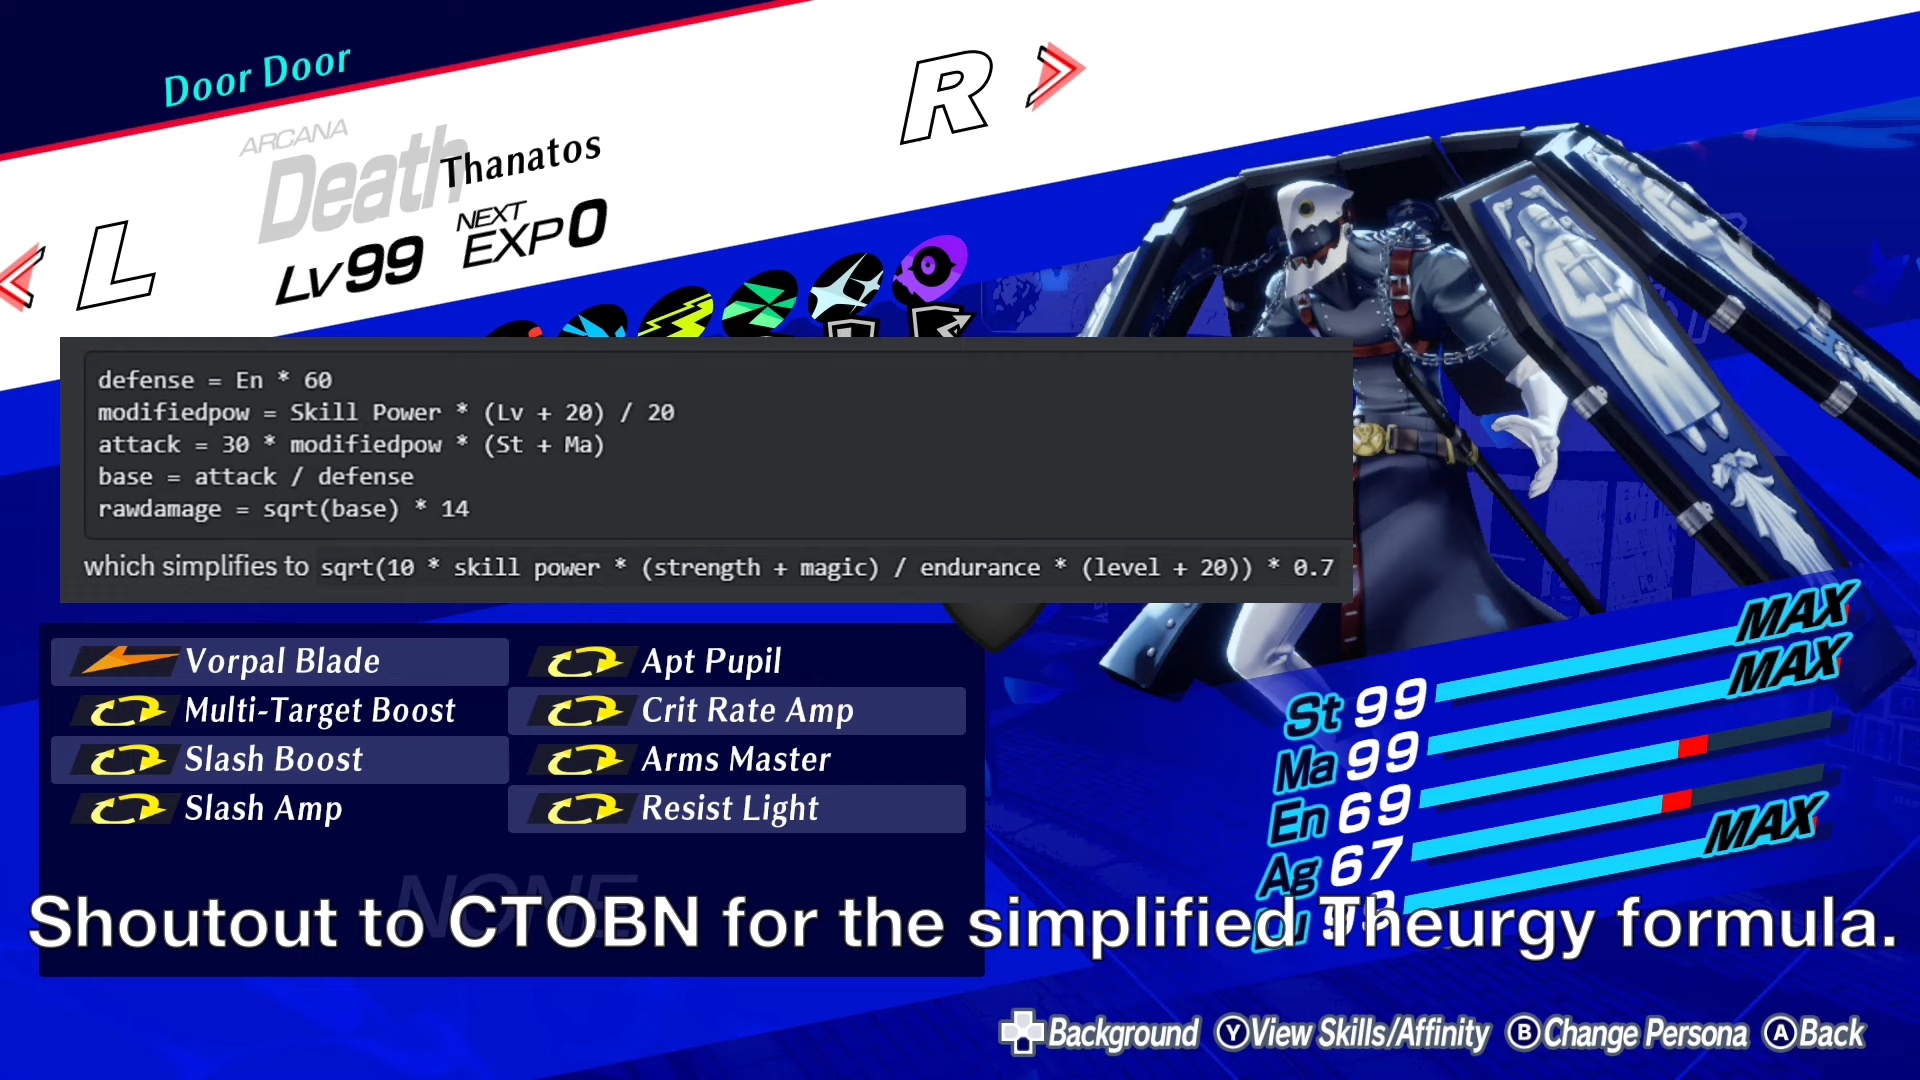 Door Door
R
ARCANA
Death
Thanatos
L
Lv99
NEXT
EXP 0
defense = En * 60
modifiedpow = Skill Power * (Lv + 20) / 20
attack = 30 * modifiedpow * (St + Ma)
base = attack / defense
rawdamage = sqrt(base) * 14
which simplifies to sqrt(10 * skill power * (strength + magic) / endurance * (level + 20)) * 0.7
Vorpal Blade
Apt Pupil
Multi-Target Boost
Crit Rate Amp
Slash Boost
Arms Master
Slash Amp
Resist Light
NONE
St 99 MAX
Ma 99 MAX
En 69
Ag 67
Lu 99 MAX
Shoutout to CTOBN for the simplified Theurgy formula.
Background Y View Skills/Affinity B Change Persona A Back